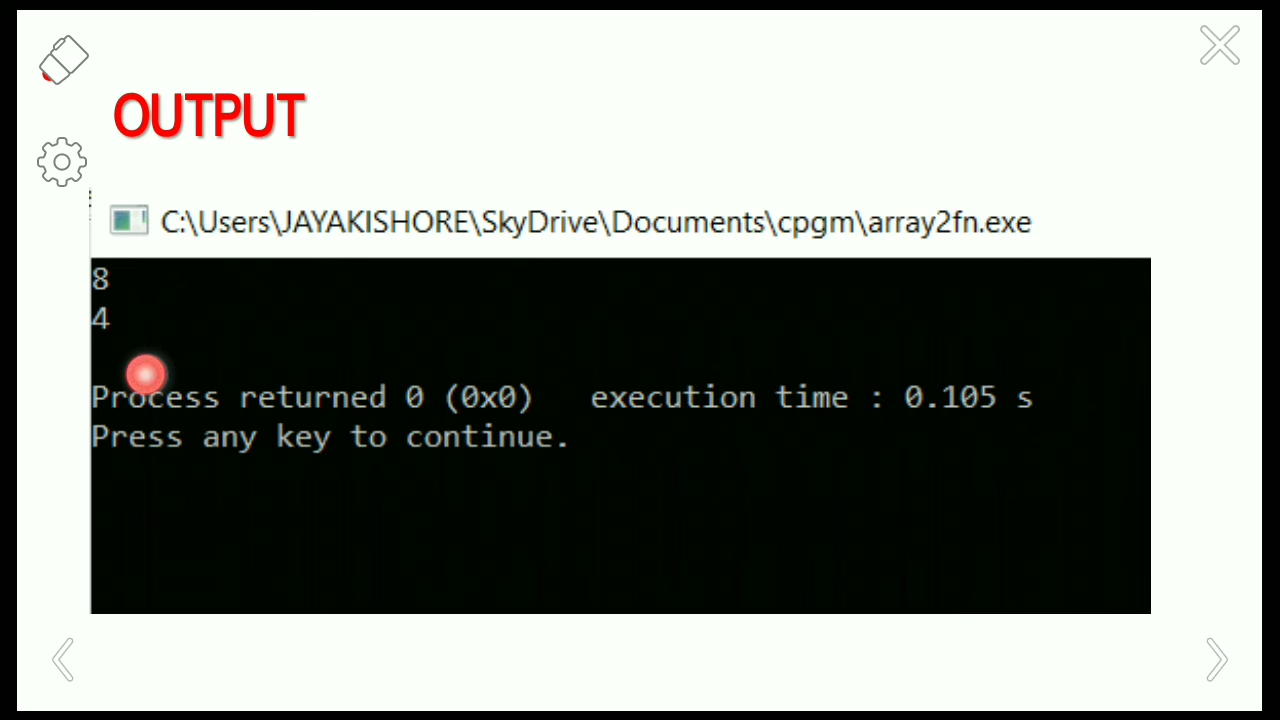 OUTPUT
C:\Users\JAYAKISHORE\SkyDrive\Documents\cpgm\array2fn.exe
8
4
Process returned 0 (0x0)   execution time : 0.105 s
Press any key to continue.